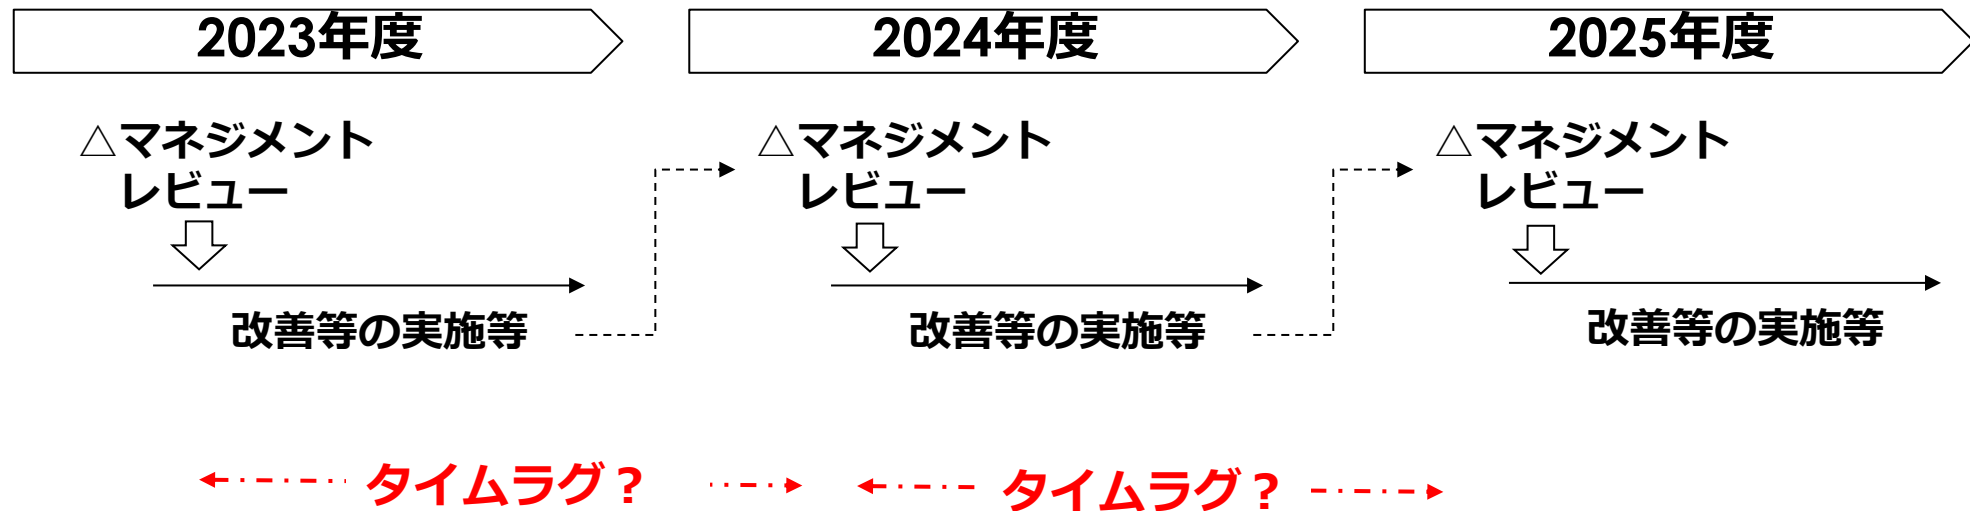 2023年度
2024年度
2025年度
△マネジメント
レビュー
△マネジメント
レビュー
△マネジメント
レビュー
改善等の実施等
改善等の実施等
改善等の実施等
タイムラグ？
タイムラグ？